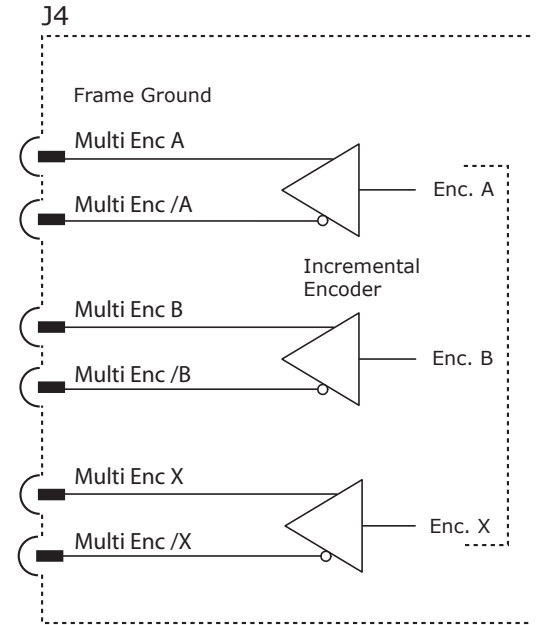 J4
Frame Ground
Multi Enc A
Enc. A
Multi Enc /A
Incremental
Encoder
Multi Enc B
Enc. B
Multi Enc /B
Multi Enc X
Enc. X
Multi Enc /X